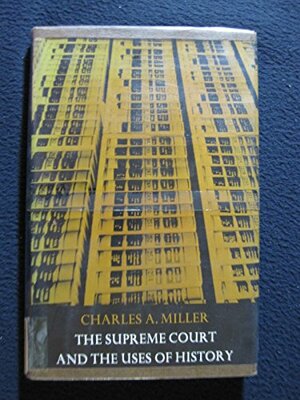 CHARLES A. MILLER
THE SUPREME COURT
AND THE USES OF HISTORY